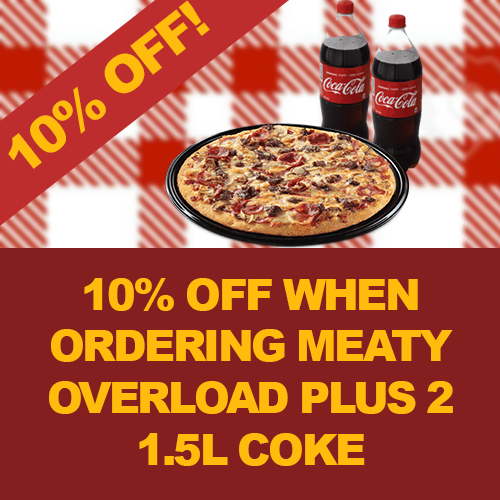 10% OFF!
Coca-Cola
Coca-Cola
10% OFF WHEN
ORDERING MEATY
OVERLOAD PLUS 2
1.5L COKE